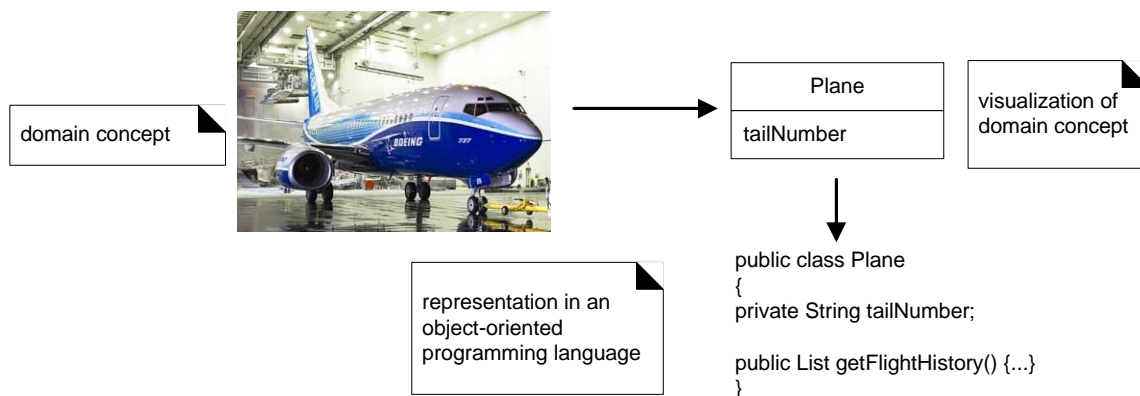 domain concept
BOEING
737
Plane
tailNumber
visualization of
domain concept
representation in an
object-oriented
programming language
public class Plane
{
private String tailNumber;
public List getFlightHistory() {...}
}